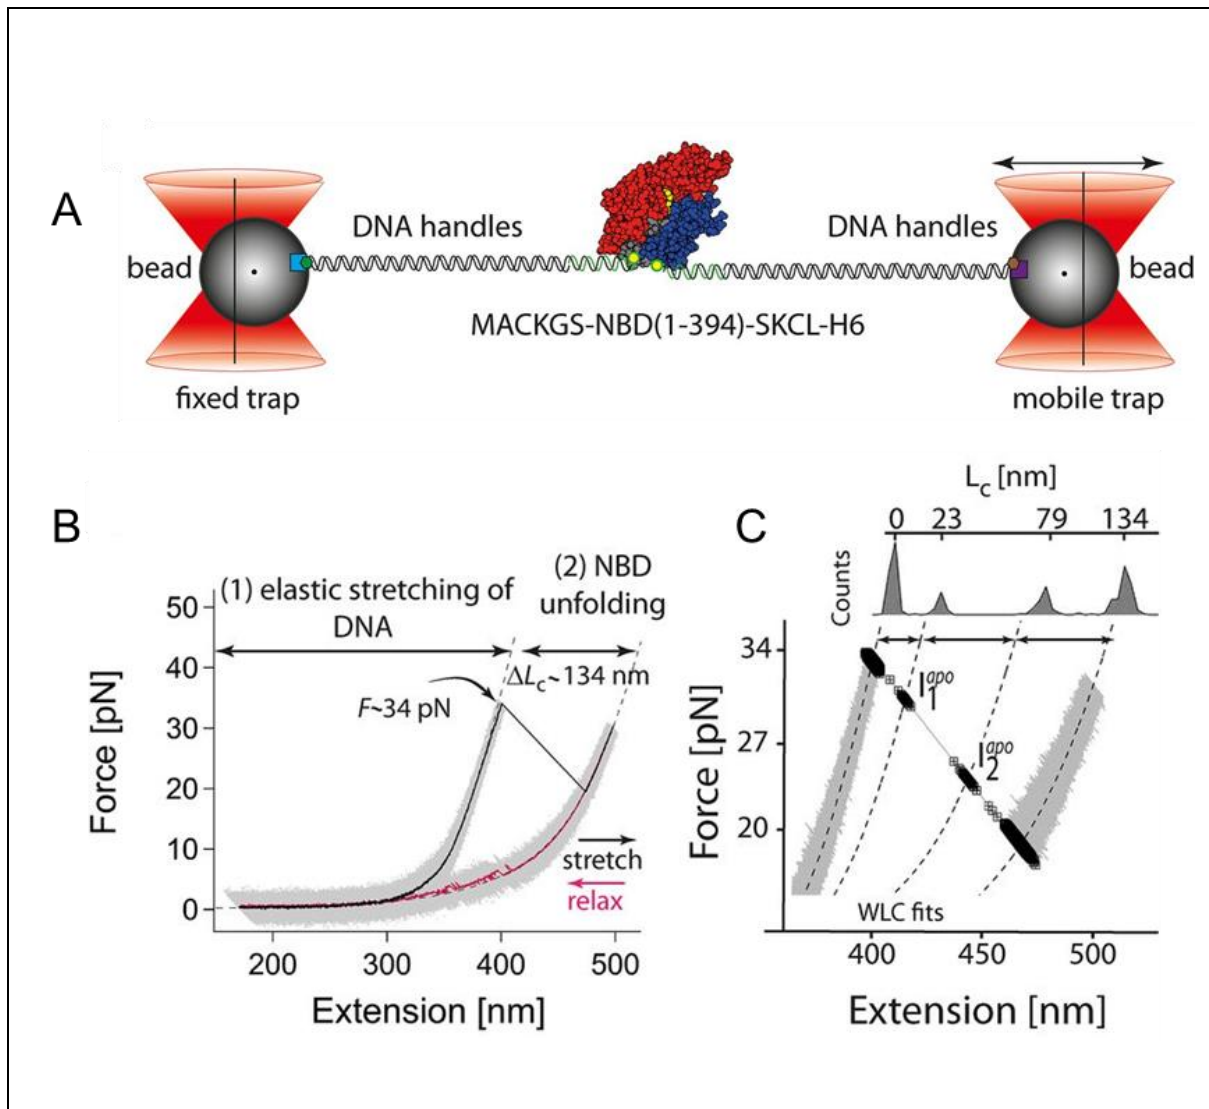 A
DNA handles
DNA handles
bead
bead
MACKGS-NBD(1-394)-SKCL-H6
fixed trap
mobile trap
B
(1) elastic stretching of
DNA
(2) NBD
unfolding
ΔLc~134 nm
F~34 pN
50
40
30
20
10
0
Force [pN]
stretch
relax
200
300
400
500
Extension [nm]
C
Lc [nm]
0
23
79
134
Counts
34
27
20
Force [pN]
I1apo
I2apo
WLC fits
400
450
500
Extension [nm]